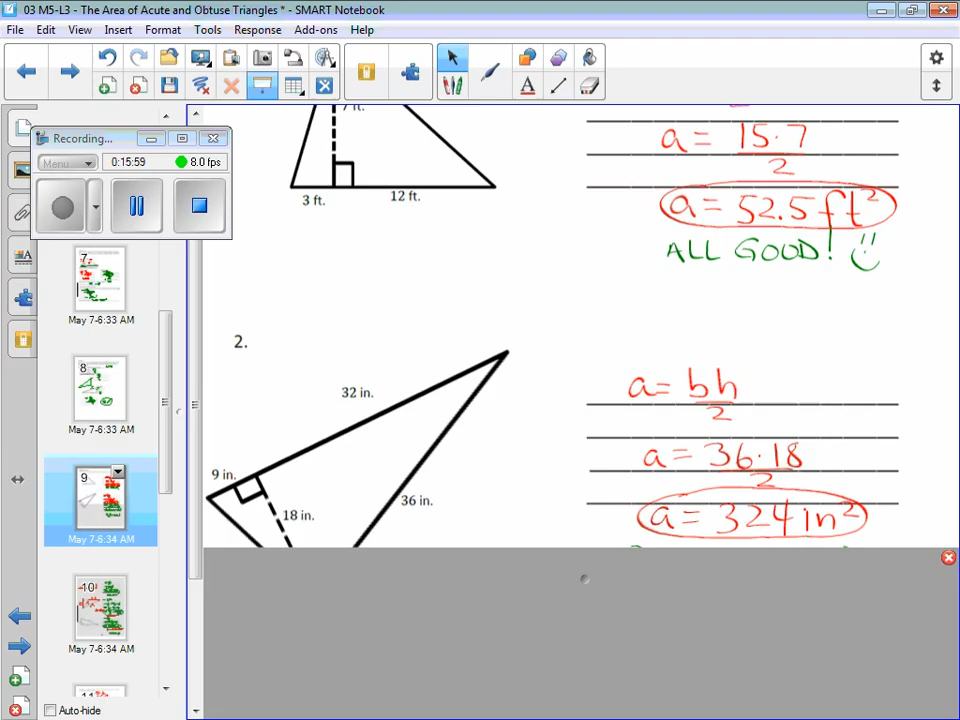 03 M5-L3 - The Area of Acute and Obtuse Triangles * - SMART Notebook
File Edit View Insert Format Tools Response Add-ons Help
Recording...
Menu 0:15:59 8.0 fps
7
May 7-6:33 AM
8
May 7-6:33 AM
9
May 7-6:34 AM
10
May 7-6:34 AM
Auto-hide
7 ft.
3 ft. 12 ft.
a = 15·7
2
a = 52.5 ft²
ALL GOOD!
2.
32 in.
9 in.
18 in.
36 in.
a = bh
2
a = 36·18
2
a = 324 in²